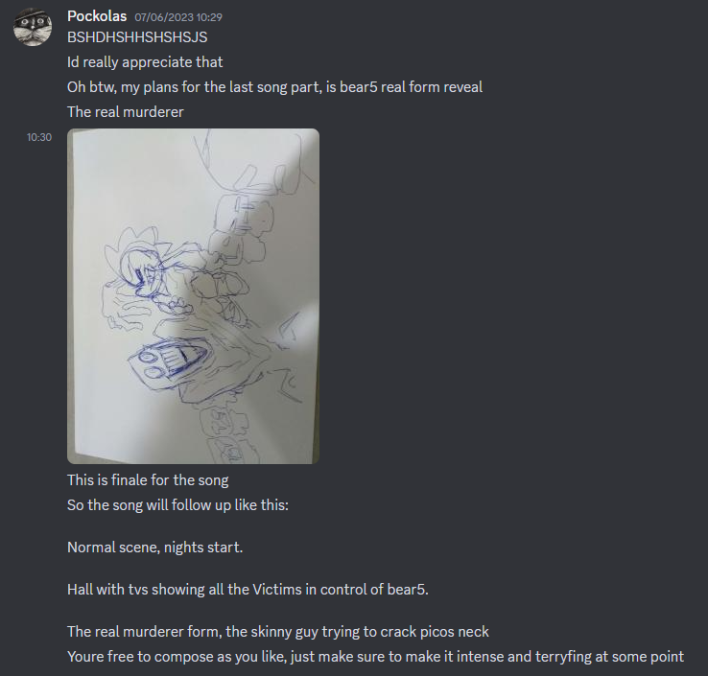 Pockolas 07/06/2023 10:29
BSHDHSHHSHSHSJS
Id really appreciate that
Oh btw, my plans for the last song part, is bear5 real form reveal
The real murderer
10:30
This is finale for the song
So the song will follow up like this:
Normal scene, nights start.
Hall with tvs showing all the Victims in control of bear5.
The real murderer form, the skinny guy trying to crack picos neck
Youre free to compose as you like, just make sure to make it intense and terryfing at some point